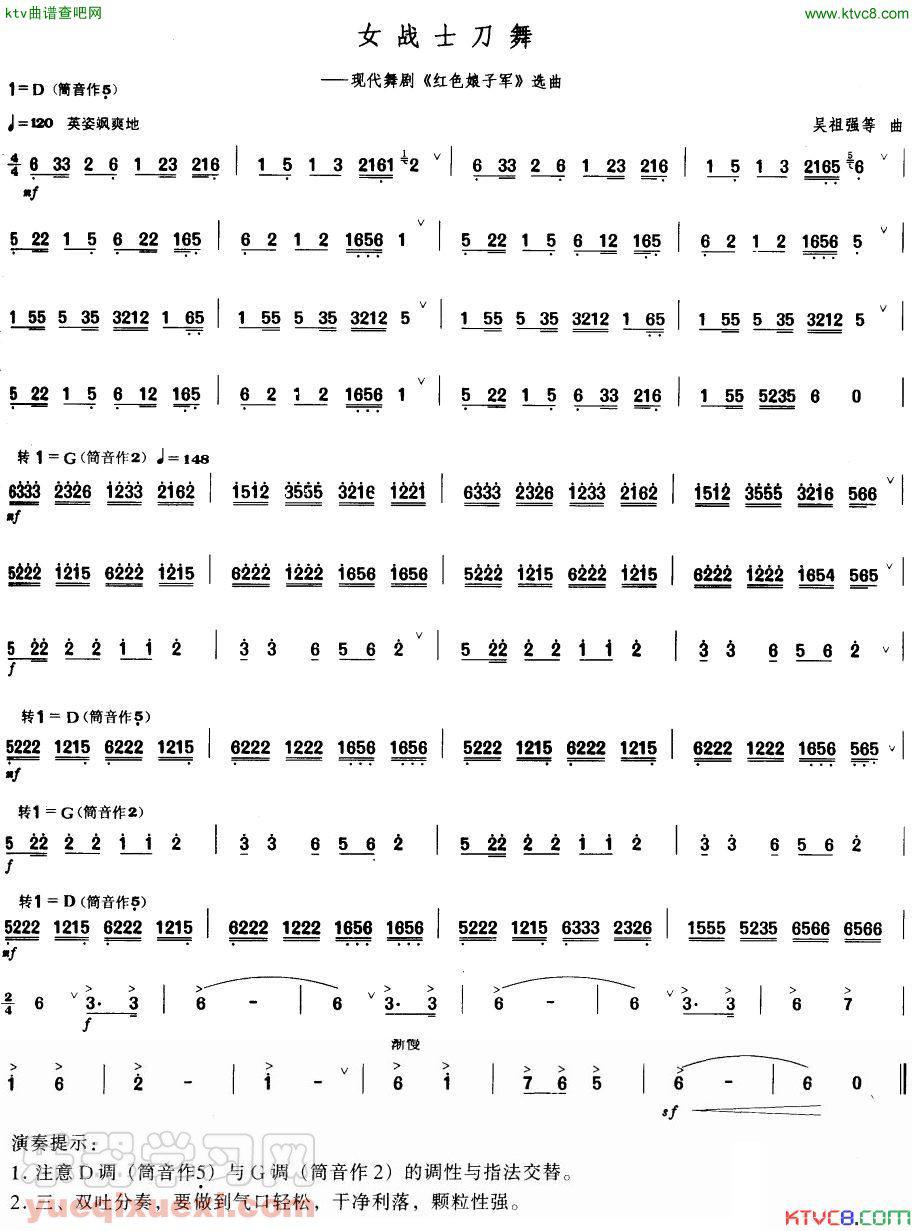 ktv曲谱查吧网
www.ktvc8.com
女战士刀舞
——现代舞剧《红色娘子军》选曲
1=D（筒音作5）
♩=120 英姿飒爽地
吴祖强等 曲
4/4 6 33 2 6 1 23 216 | 1 5 1 3 2161 1 2 ∨ | 6 33 2 6 1 23 216 | 1 5 1 3 2165 5 6 ∨ |
mf
5 22 1 5 6 22 165 | 6 2 1 2 1656 1 ∨ | 5 22 1 5 6 12 165 | 6 2 1 2 1656 5 ∨
1 55 5 35 3212 1 65 | 1 55 5 35 3212 5 ∨ | 1 55 5 35 3212 1 65 | 1 55 5 35 3212 5 ∨
5 22 1 5 6 12 165 | 6 2 1 2 1656 1 ∨ | 5 22 1 5 6 33 216 | 1 55 5235 6 0 |
转1=G(筒音作2) ♩=148
6333 2326 1233 2162 | 1512 3555 3216 1221 | 6333 2326 1233 2162 | 1512 3555 3216 566 ∨ |
mf
5222 1215 6222 1215 | 6222 1222 1656 1656 | 5222 1215 6222 1215 | 6222 1222 1654 565 ∨ |
5 22 2 2 1 1 2 | 3 3 6 5 6 2 ∨ | 5 22 2 2 1 1 2 | 3 3 6 5 6 2 ∨ |
f
转1=D(筒音作5)
5222 1215 6222 1215 | 6222 1222 1656 1656 | 5222 1215 6222 1215 | 6222 1222 1656 565 ∨ |
mf
转1=G(筒音作2)
5 22 2 2 1 1 2 | 3 3 6 5 6 2 | 5 22 2 2 1 1 2 | 3 3 6 5 6 2 |
f
转1=D(筒音作5)
5222 1215 6222 1215 | 6222 1222 1656 1656 | 5222 1215 6333 2326 | 1555 5235 6566 6566 |
mf
2/4 6 ∨ 3· 3 | 6 - | 6 ∨ 3· 3 | 6 - | 6 ∨ 3· 3 | 6 7 |
f
渐慢
1 6 | 2 - | 1 - ∨ | 6 1 | 7 6 5 | 6 - | 6 0 ‖
sf
演奏提示：
1. 注意D调（筒音作5）与G调（筒音作2）的调性与指法交替。
2. 三、双吐分奏，要做到气口轻松，干净利落，颗粒性强。
乐器学习网
yueqixuexi.com
KTVC8.com